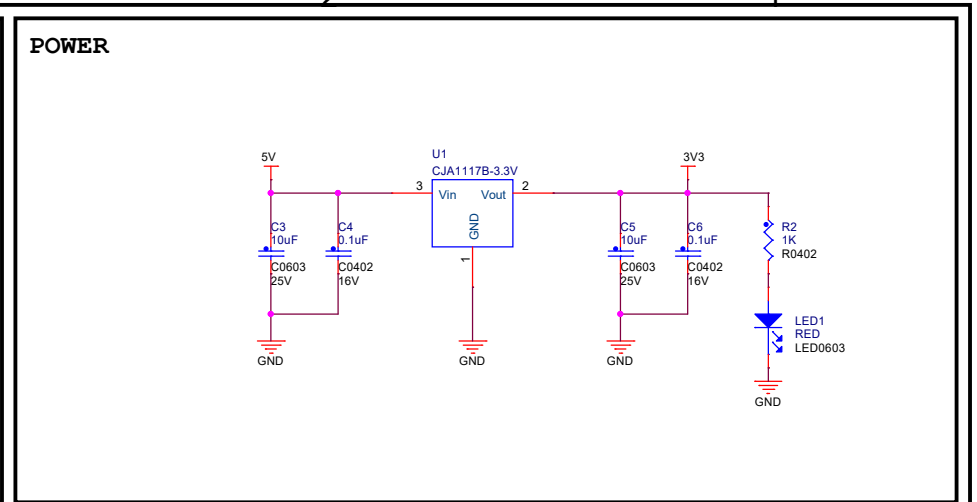 POWER
5V
U1
CJA1117B-3.3V
3V3
3
Vin
Vout
2
GND
1
C3
10uF
C0603
25V
C4
0.1uF
C0402
16V
C5
10uF
C0603
25V
C6
0.1uF
C0402
16V
R2
1K
R0402
LED1
RED
LED0603
GND
GND
GND
GND